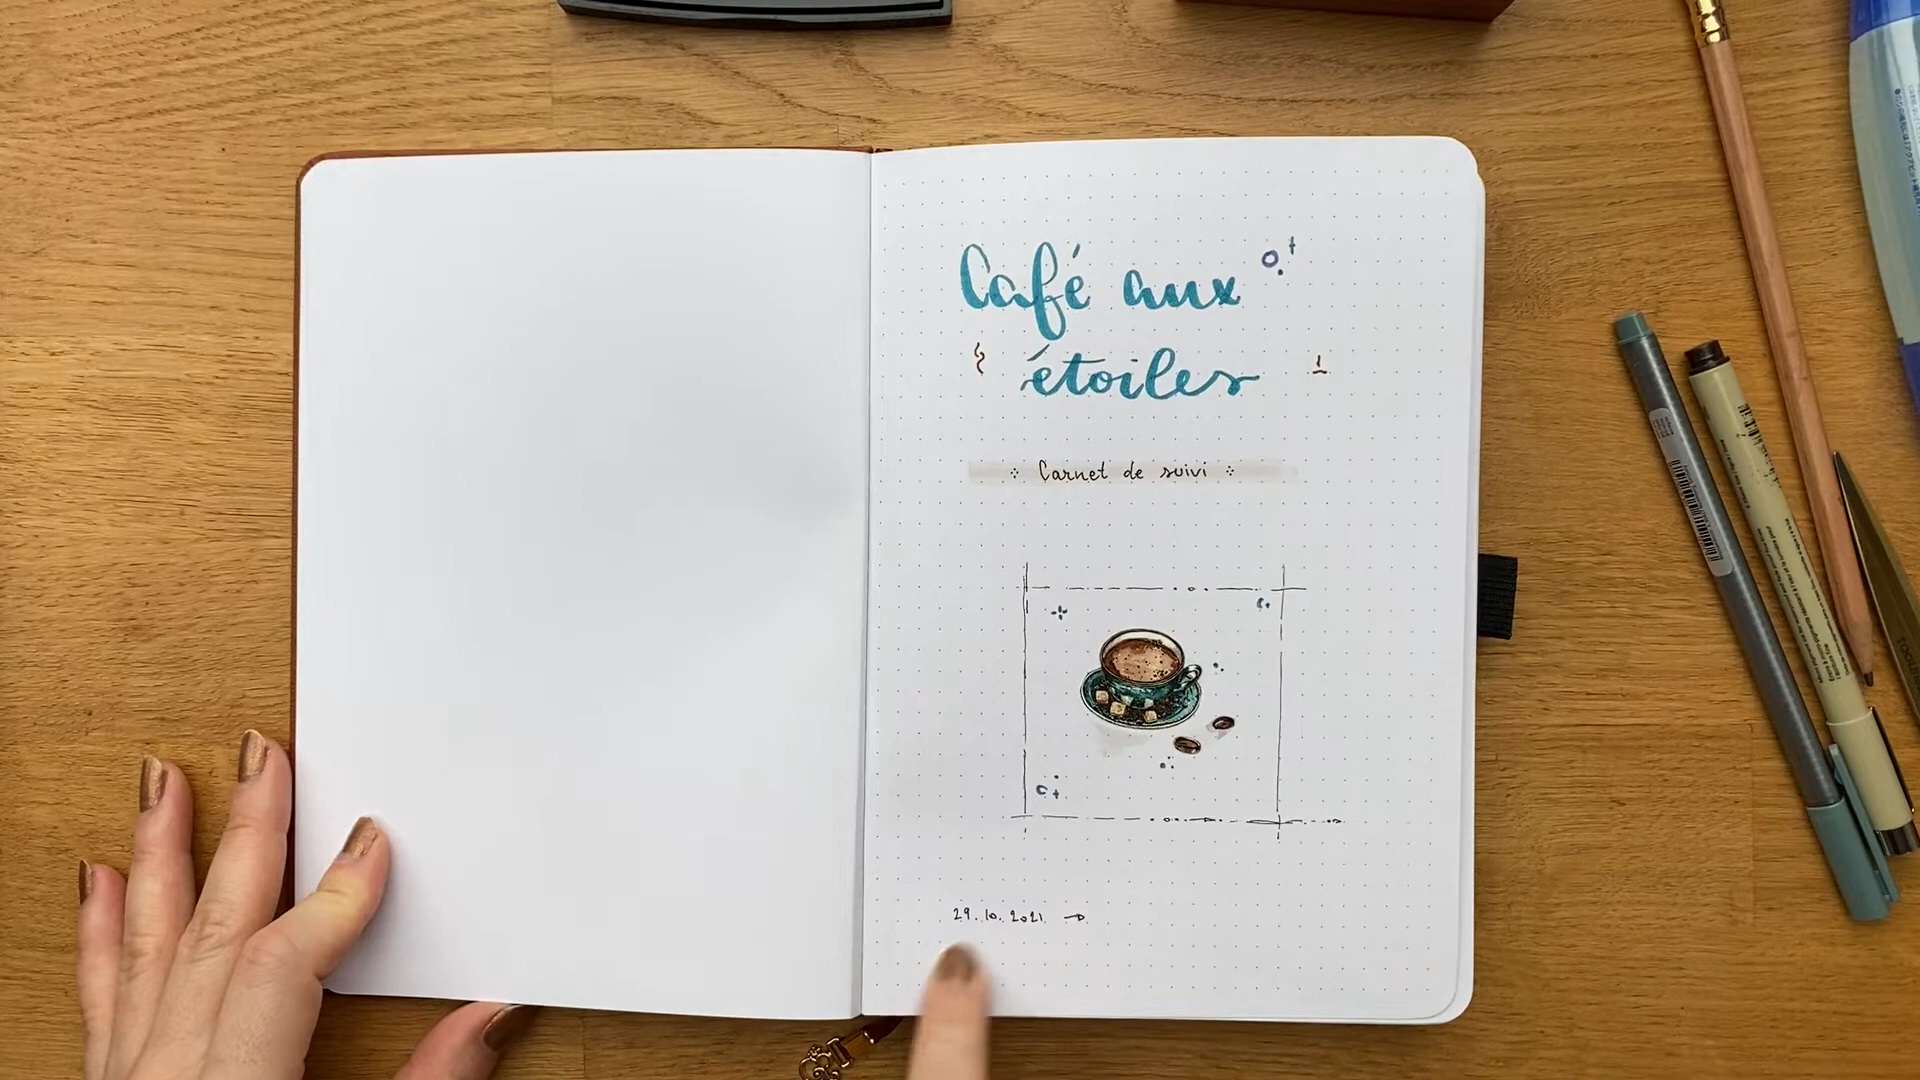 Café aux
étoiles
Carnet de suivi
29.10.2021 →